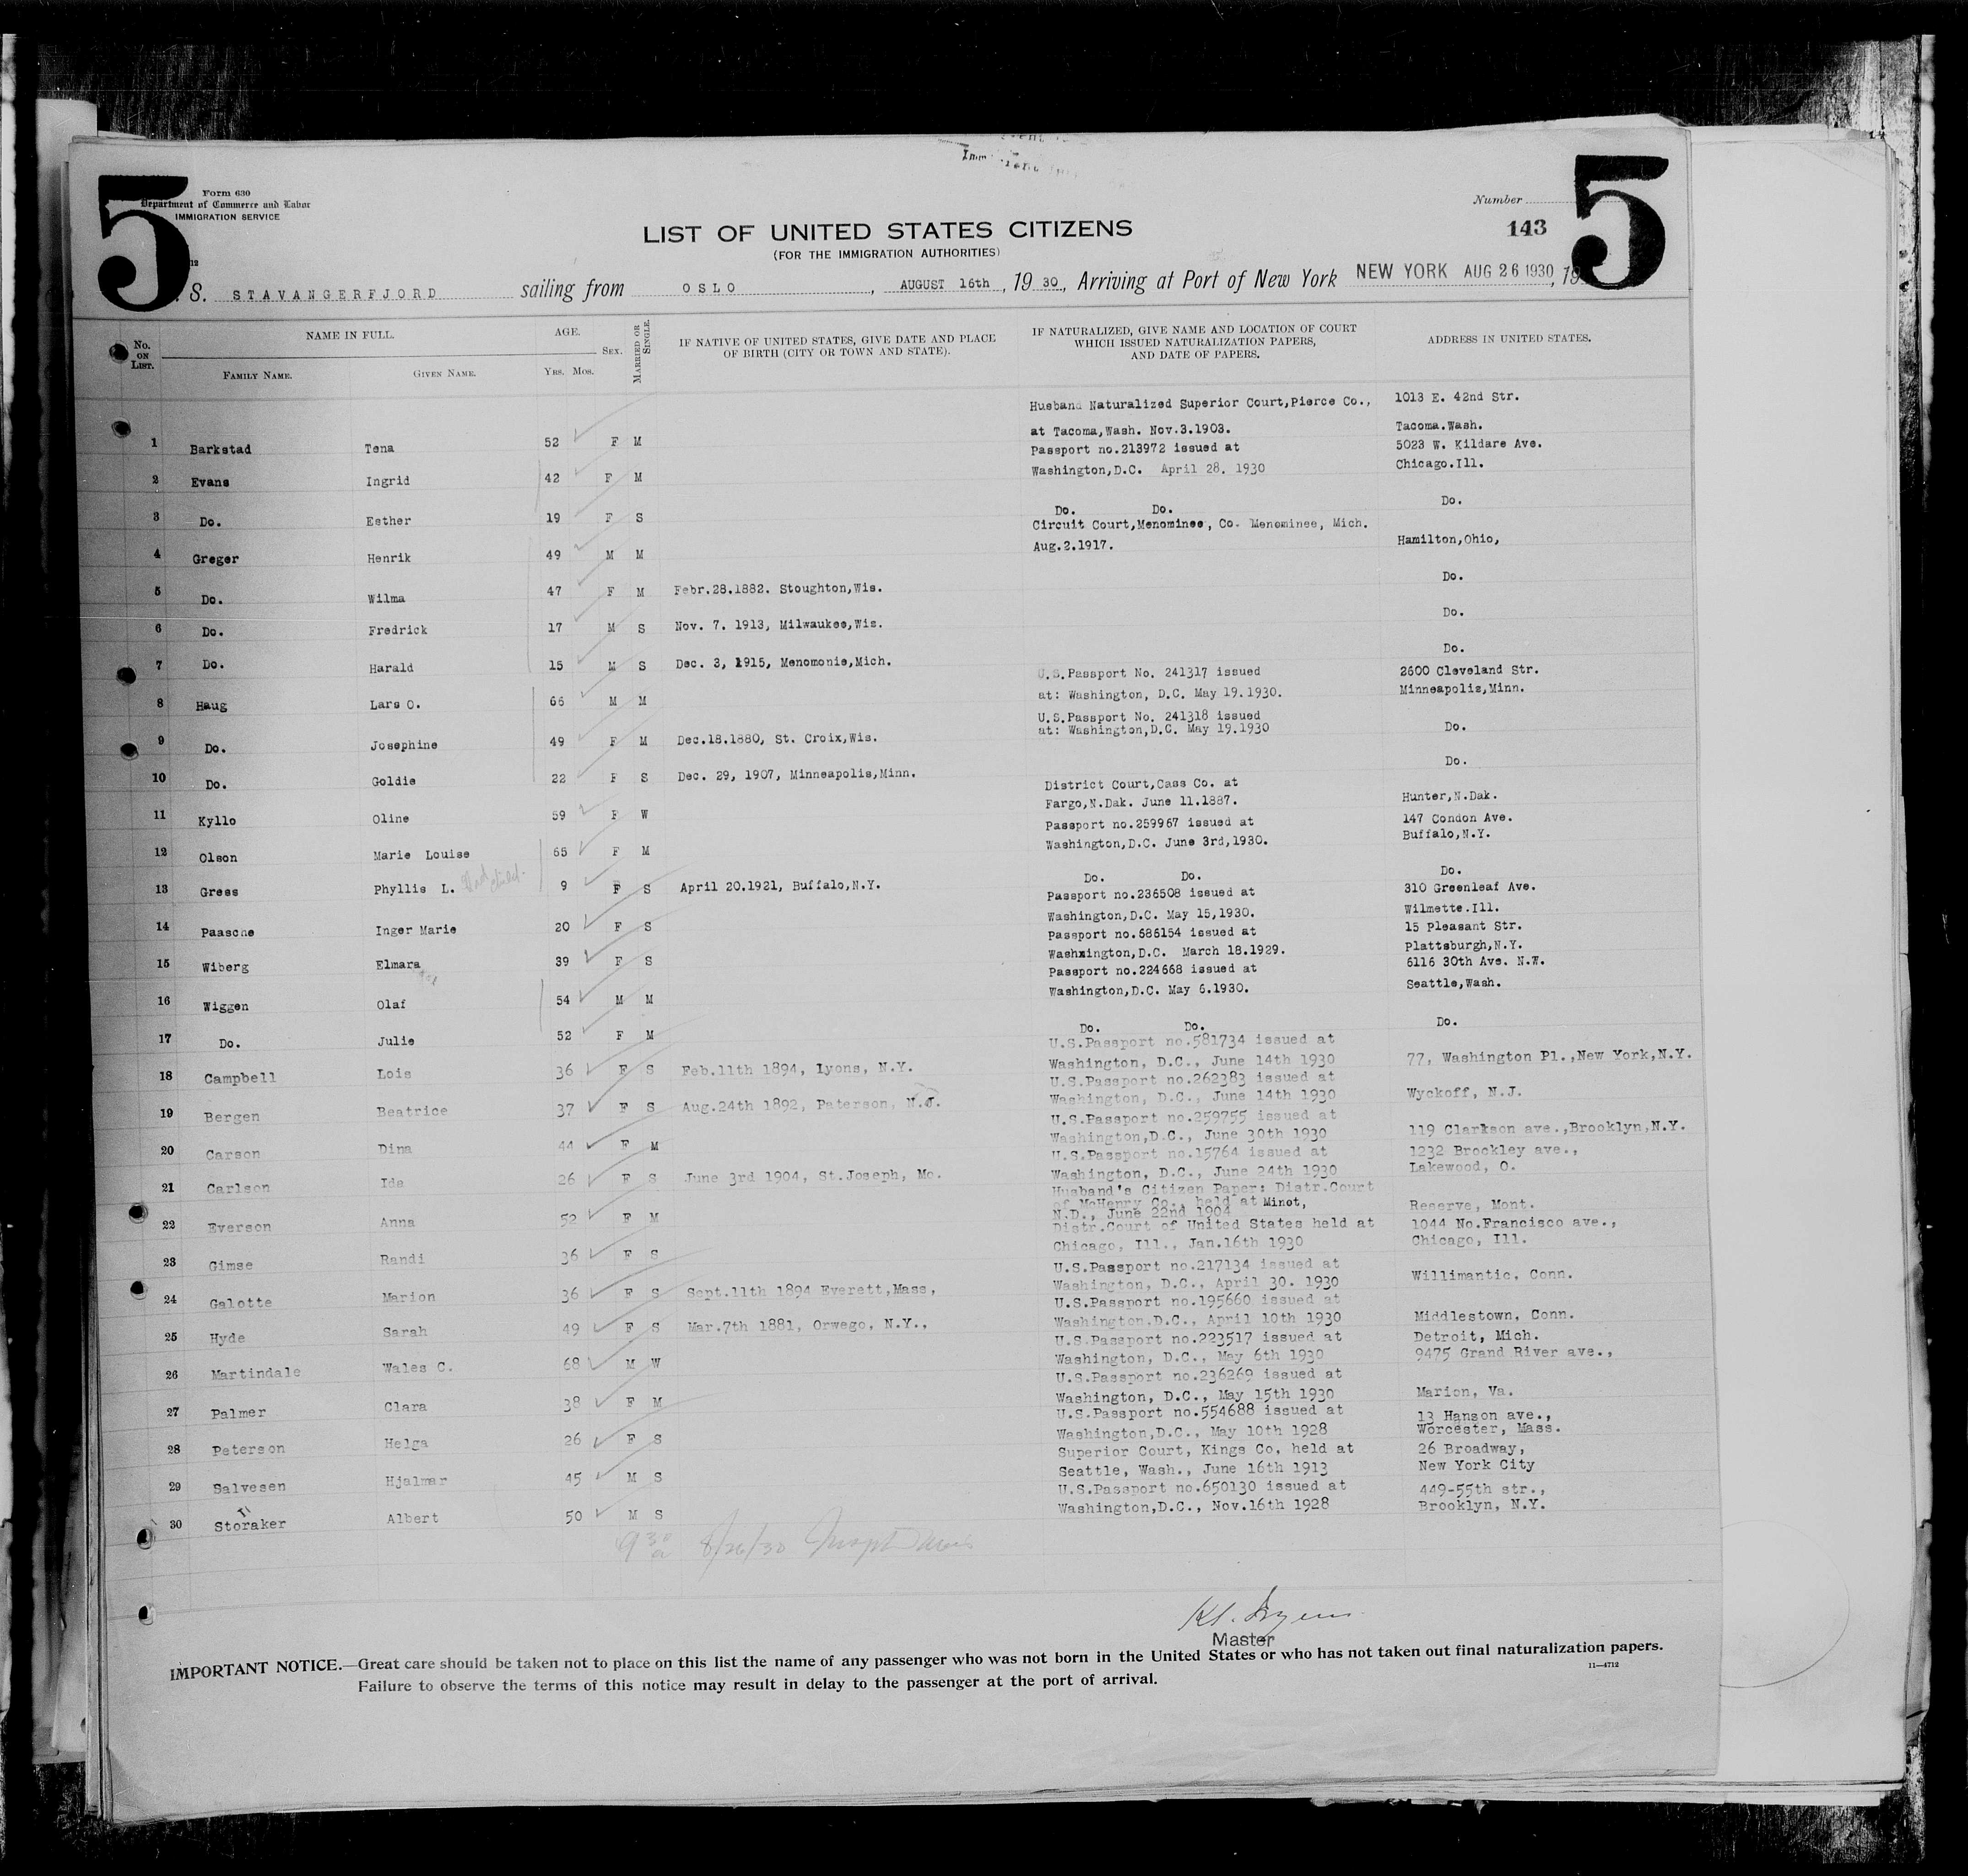 5
Form 630
Department of Commerce and Labor
IMMIGRATION SERVICE
Number
143
5
LIST OF UNITED STATES CITIZENS
(FOR THE IMMIGRATION AUTHORITIES)
S. STAVANGERFJORD sailing from OSLO, AUGUST 16th, 19 30, Arriving at Port of New York NEW YORK AUG 26 1930, 19
No. ON LIST.
NAME IN FULL.
FAMILY NAME.
GIVEN NAME.
AGE.
YRS. MOS.
SEX.
MARRIED OR SINGLE.
IF NATIVE OF UNITED STATES, GIVE DATE AND PLACE
OF BIRTH (CITY OR TOWN AND STATE).
IF NATURALIZED, GIVE NAME AND LOCATION OF COURT
WHICH ISSUED NATURALIZATION PAPERS,
AND DATE OF PAPERS.
ADDRESS IN UNITED STATES.
Husband Naturalized Superior Court,Pierce Co., 1013 E. 42nd Str.
1 Barkstad Tena 52 F M at Tacoma,Wash. Nov.3.1903. Tacoma.Wash.
Passport no.213972 issued at 5023 W. Kildare Ave.
2 Evans Ingrid 42 F M Washington,D.C. April 28. 1930 Chicago.Ill.
3 Do. Esther 19 F S Do. Do. Do.
Circuit Court,Menominee, Co. Menominee, Mich.
4 Greger Henrik 49 M M Aug.2.1917. Hamilton,Ohio,
5 Do. Wilma 47 F M Febr.28.1882. Stoughton,Wis. Do.
6 Do. Fredrick 17 M S Nov. 7. 1913, Milwaukee,Wis. Do.
7 Do. Harald 15 M S Dec. 3, 1915, Menomonie,Mich. Do.
U.S.Passport No. 241317 issued 2600 Cleveland Str.
8 Haug Lars O. 66 M M at: Washington, D.C. May 19.1930. Minneapolis,Minn.
U.S.Passport No. 241318 issued
9 Do. Josephine 49 F M Dec.18.1880, St. Croix,Wis. at: Washington,D.C. May 19.1930 Do.
10 Do. Goldie 22 F S Dec. 29, 1907, Minneapolis,Minn. Do.
District Court,Cass Co. at
11 Kyllo Oline 59 F W Fargo,N.Dak. June 11.1887. Hunter,N.Dak.
Passport no.259967 issued at 147 Condon Ave.
12 Olson Marie Louise 65 F M Washington,D.C. June 3rd,1930. Buffalo,N.Y.
13 Gress Phyllis L. 9 F S April 20.1921, Buffalo,N.Y. Do. Do. Do.
Passport no.236508 issued at 310 Greenleaf Ave.
14 Paasche Inger Marie 20 F S Washington,D.C. May 15,1930. Wilmette.Ill.
Passport no.686154 issued at 15 Pleasant Str.
15 Wiberg Elmara 39 F S Washxington,D.C. March 18.1929. Plattsburgh,N.Y.
Passport no.224668 issued at 6116 30th Ave. N.W.
16 Wiggen Olaf 54 M M Washington,D.C. May 6.1930. Seattle,Wash.
17 Do. Julie 52 F M Do. Do. Do.
U.S.Passport no.581734 issued at
18 Campbell Lois 36 F S Feb.11th 1894, Lyons, N.Y. Washington, D.C., June 14th 1930 77, Washington Pl.,New York,N.Y.
U.S.Passport no.262383 issued at
19 Bergen Beatrice 37 F S Aug.24th 1892, Paterson, N.J. Washington, D.C., June 14th 1930 Wyckoff, N.J.
U.S.Passport no.259755 issued at
20 Carson Dina 44 F M Washington,D.C., June 30th 1930 119 Clarkson ave.,Brooklyn,N.Y.
U.S.Passport no.15764 issued at 1232 Brockley ave.,
21 Carlson Ida 26 F S June 3rd 1904, St.Joseph, Mo. Washington, D.C., June 24th 1930 Lakewood, O.
Husband's Citizen Paper: Distr.Court
of McHenry Co., held at Minot,
22 Everson Anna 52 F M N.D., June 22nd 1904 Reserve, Mont.
Distr.Court of United States held at 1044 No.Francisco ave.,
23 Gimse Randi 36 F S Chicago, Ill., Jan.16th 1930 Chicago, Ill.
U.S.Passport no.217134 issued at
24 Galotte Marion 36 F S Sept.11th 1894 Everett,Mass, Washington, D.C., April 30. 1930 Willimantic, Conn.
U.S.Passport no.195660 issued at
25 Hyde Sarah 49 F S Mar.7th 1881, Orwego, N.Y., Washington.D.C., April 10th 1930 Middlestown, Conn.
U.S.Passport no.223517 issued at Detroit, Mich.
26 Martindale Wales C. 68 M W Washington, D.C., May 6th 1930 9475 Grand River ave.,
U.S.Passport no.236269 issued at
27 Palmer Clara 38 F M Washington, D.C., May 15th 1930 Marion, Va.
U.S.Passport no.554688 issued at 13 Hanson ave.,
28 Peterson Helga 26 F S Washington,D.C., May 10th 1928 Worcester, Mass.
Superior Court, Kings Co, held at 26 Broadway,
29 Salvesen Hjalmar 45 M S Seattle, Wash., June 16th 1913 New York City
U.S.Passport no.650130 issued at 449-55th str.,
30 Storaker Albert 50 M S Washington,D.C., Nov.16th 1928 Brooklyn, N.Y.
9 30 a 8/26/30 Joseph
Master
IMPORTANT NOTICE.—Great care should be taken not to place on this list the name of any passenger who was not born in the United States or who has not taken out final naturalization papers.
Failure to observe the terms of this notice may result in delay to the passenger at the port of arrival.
11—4712